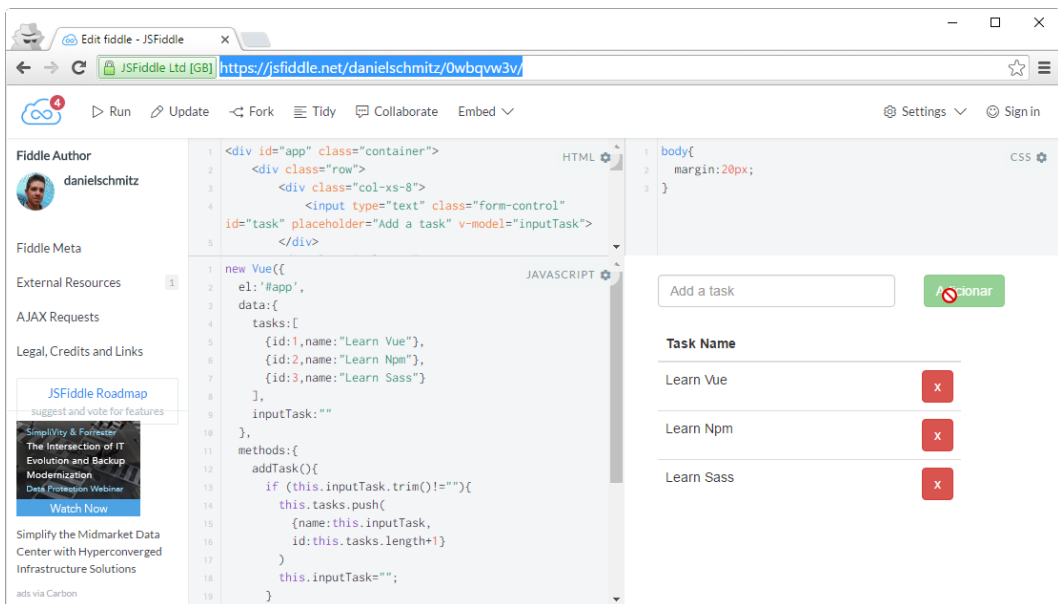 Edit fiddle - JSFiddle
JSFiddle Ltd [GB] https://jsfiddle.net/danielschmitz/0wbqvw3v/
4
Run Update Fork Tidy Collaborate Embed Settings Sign in
Fiddle Author
danielschmitz
Fiddle Meta
External Resources 1
AJAX Requests
Legal, Credits and Links
JSFiddle Roadmap
suggest and vote for features
SimpliVity & Forrester
The Intersection of IT
Evolution and Backup
Modernization
Data Protection Webinar
Watch Now
Simplify the Midmarket Data
Center with Hyperconverged
Infrastructure Solutions
ads via Carbon
HTML
1 <div id="app" class="container">
2 <div class="row">
3 <div class="col-xs-8">
4 <input type="text" class="form-control"
id="task" placeholder="Add a task" v-model="inputTask">
5 </div>
CSS
1 body{
2 margin:20px;
3 }
JAVASCRIPT
1 new Vue({
2 el:'#app',
3 data:{
4 tasks:[
5 {id:1,name:"Learn Vue"},
6 {id:2,name:"Learn Npm"},
7 {id:3,name:"Learn Sass"}
8 ],
9 inputTask:""
10 },
11 methods:{
12 addTask(){
13 if (this.inputTask.trim()!=""){
14 this.tasks.push(
15 {name:this.inputTask,
16 id:this.tasks.length+1}
17 )
18 this.inputTask="";
19 }
Add a task
Adicionar
Task Name
Learn Vue x
Learn Npm x
Learn Sass x